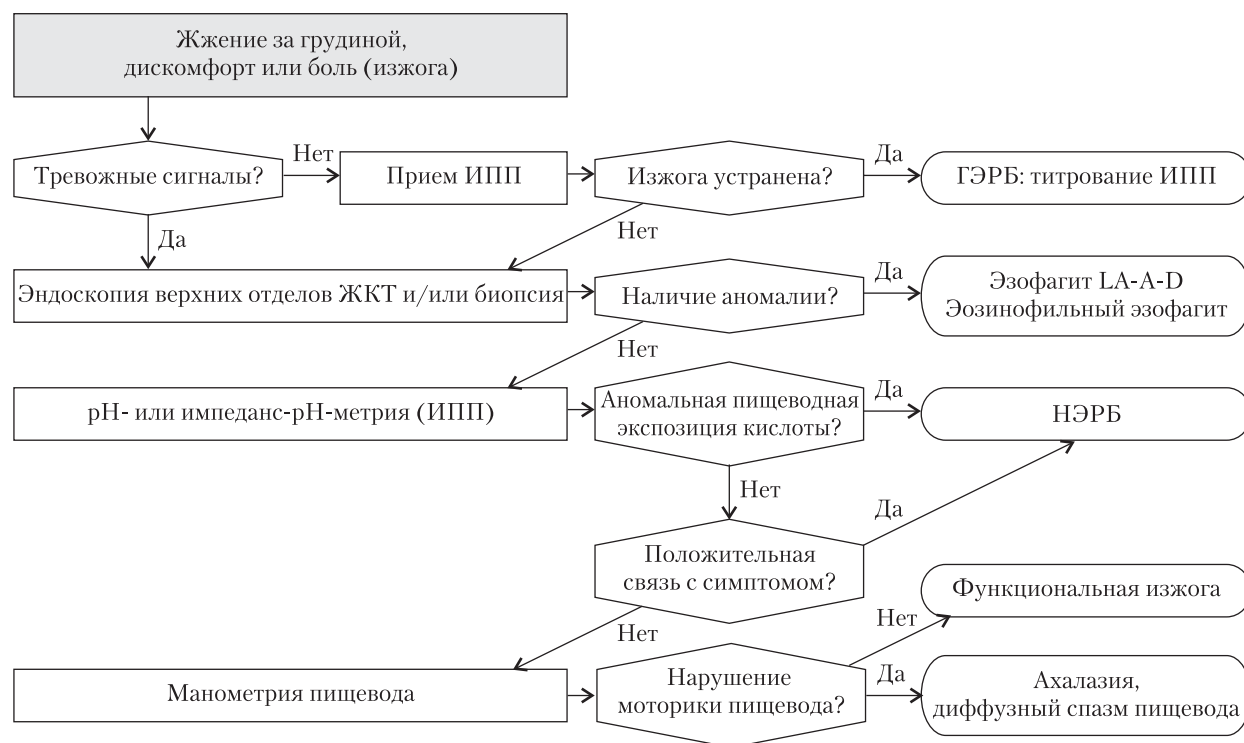 Жжение за грудиной,
дискомфорт или боль (изжога)
Тревожные сигналы?
Нет
Прием ИПП
Изжога устранена?
Да
ГЭРБ: титрование ИПП
Да
Нет
Эндоскопия верхних отделов ЖКТ и/или биопсия
Наличие аномалии?
Да
Эзофагит LA-A-D
Эозинофильный эзофагит
Нет
pH- или импеданс-pH-метрия (ИПП)
Аномальная пищеводная
экспозиция кислоты?
Да
НЭРБ
Нет
Положительная
связь с симптомом?
Да
Нет
Манометрия пищевода
Нарушение
моторики пищевода?
Нет
Функциональная изжога
Да
Ахалазия,
диффузный спазм пищевода